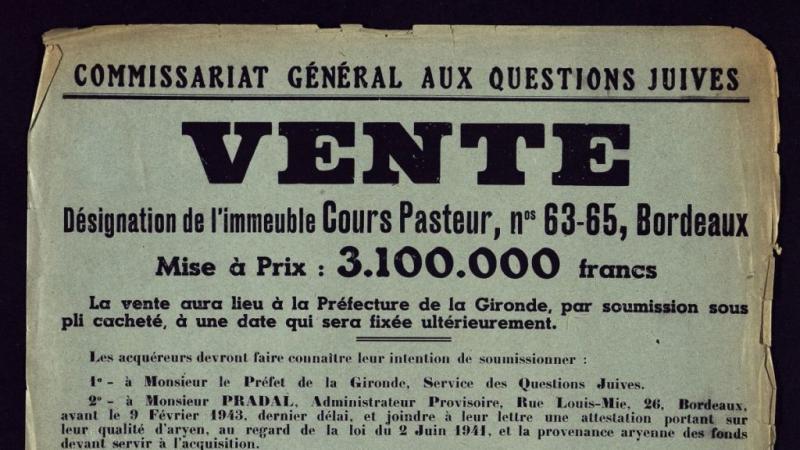 COMMISSARIAT GÉNÉRAL AUX QUESTIONS JUIVES
VENTE
Désignation de l'immeuble Cours Pasteur, nos 63-65, Bordeaux
Mise à Prix : 3.100.000 francs
La vente aura lieu à la Préfecture de la Gironde, par soumission sous
pli cacheté, à une date qui sera fixée ultérieurement.
Les acquéreurs devront faire connaître leur intention de soumissionner :
1º - à Monsieur le Préfet de la Gironde, Service des Questions Juives.
2º - à Monsieur PRADAL, Administrateur Provisoire, Rue Louis-Mie, 26, Bordeaux,
avant le 9 Février 1943, dernier délai, et joindre à leur lettre une attestation portant sur
leur qualité d'aryen, au regard de la loi du 2 Juin 1941, et la provenance aryenne des fonds
devant servir à l'acquisition.